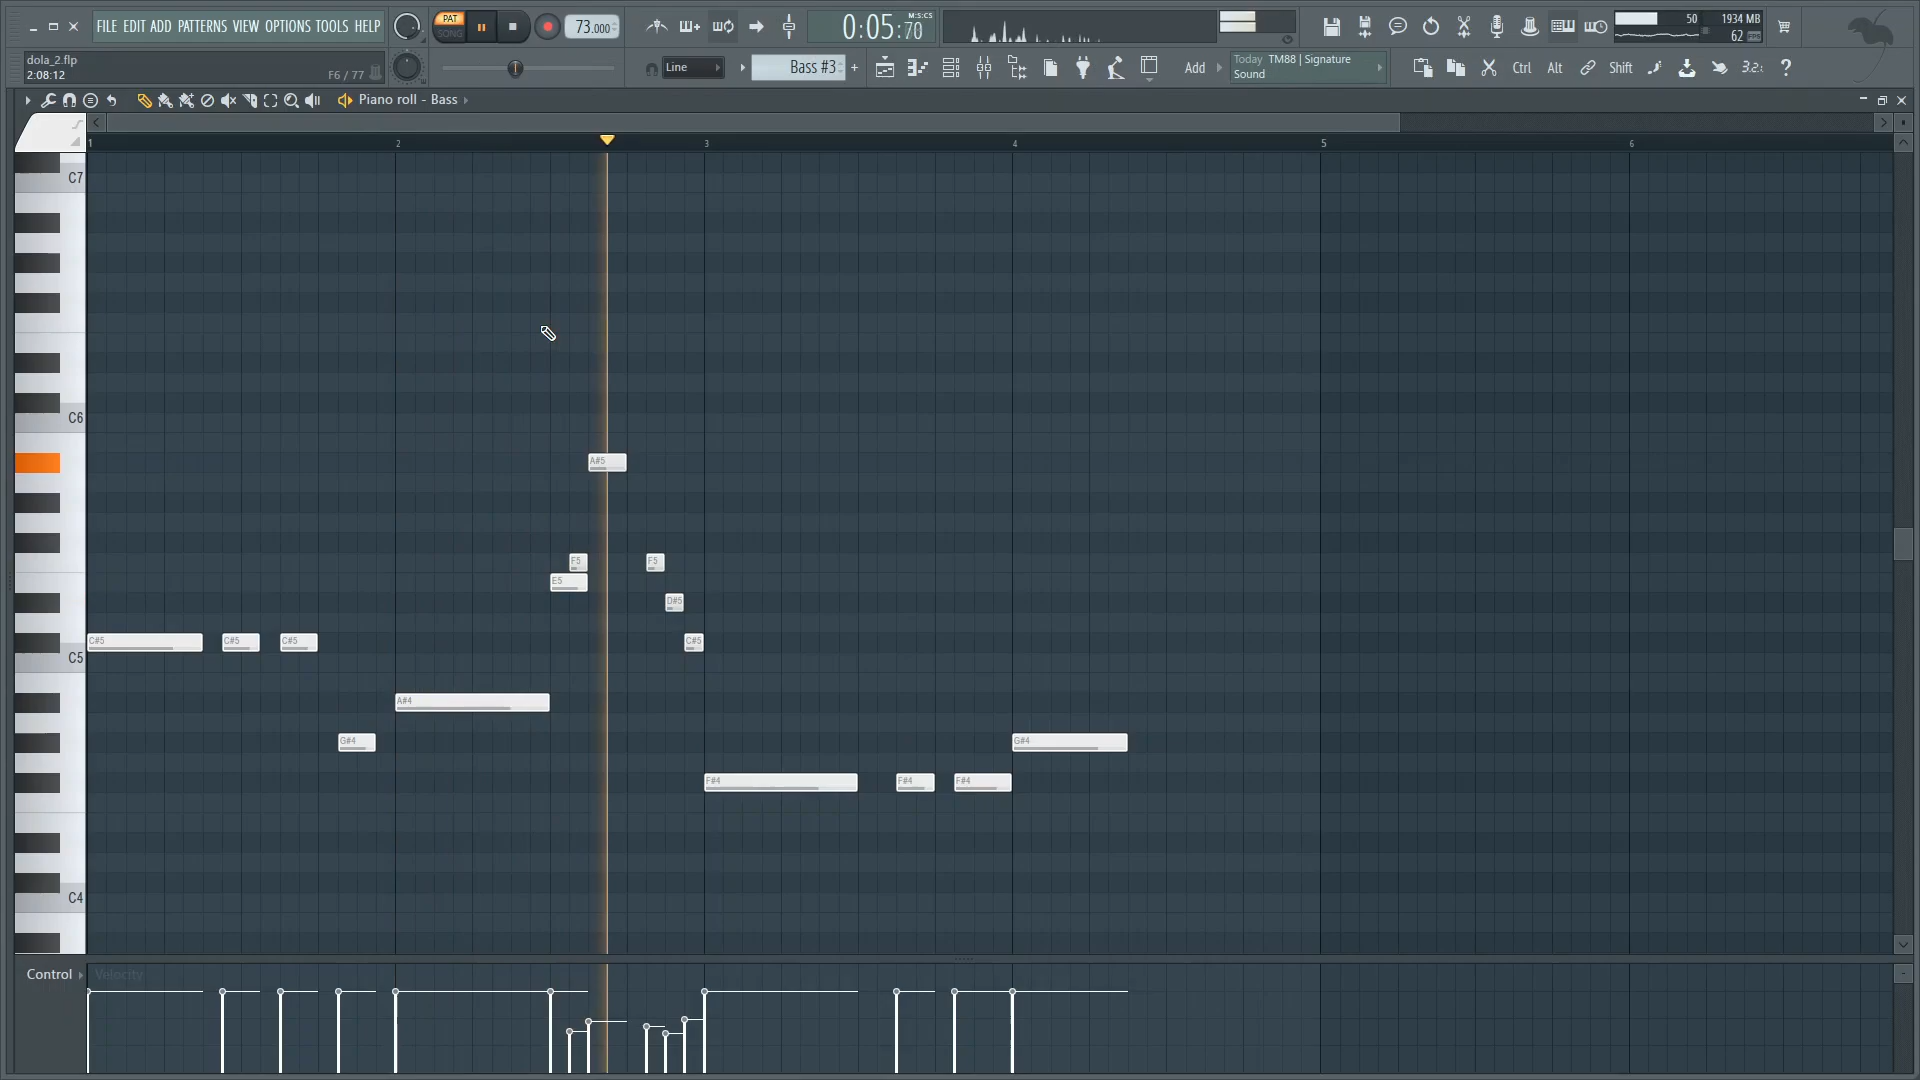 FILE EDIT ADD PATTERNS VIEW OPTIONS TOOLS HELP
PAT
SONG
73.000
0:05:70
M:S:CS
50
1934 MB
62
FPS
dola_2.flp
2:08:12
F6 / 77
Line
Bass #3
+
Add
Today TM88 | Signature
Sound
Ctrl
Alt
Shift
3.2:
?
Piano roll - Bass
1
2
3
4
5
6
C7
C6
A#5
F5
F5
E5
D#5
C#5
C#5
C#5
C#5
C5
A#4
G#4
G#4
F#4
F#4
F#4
C4
Control
Velocity